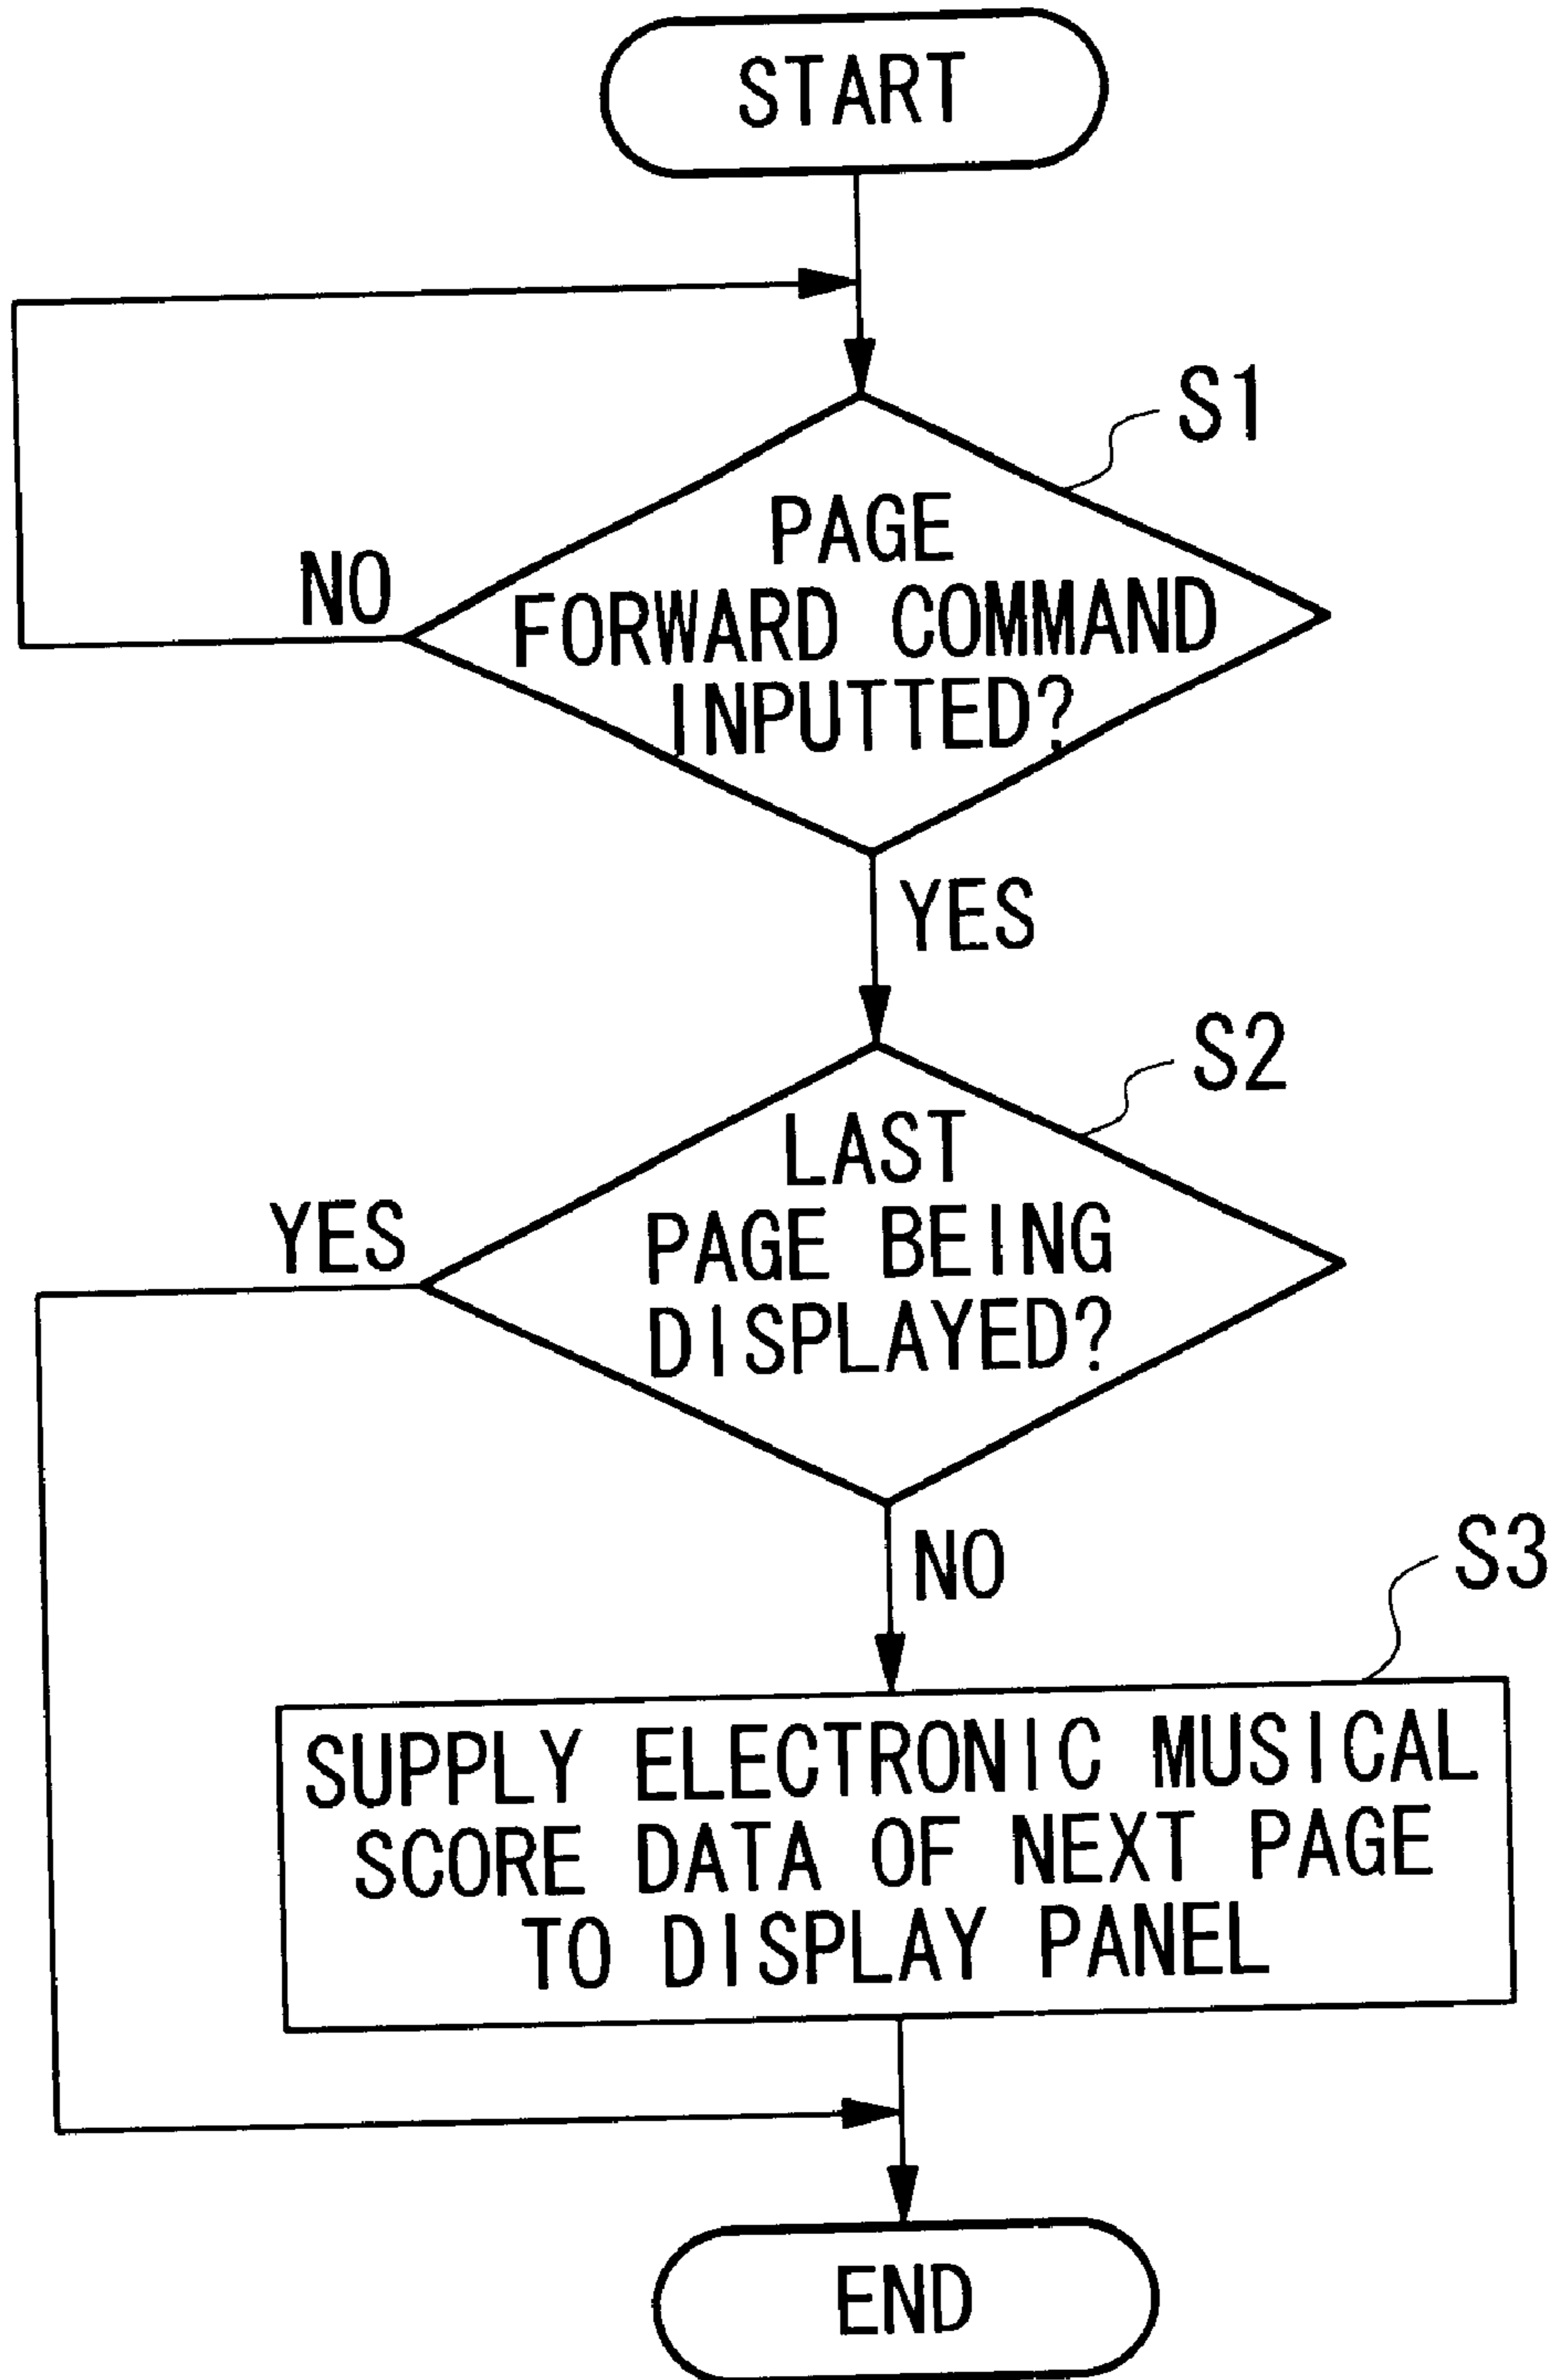 START
S1
PAGE
FORWARD COMMAND
INPUTTED?
NO
YES
S2
LAST
PAGE BEING
DISPLAYED?
YES
NO
S3
SUPPLY ELECTRONIC MUSICAL
SCORE DATA OF NEXT PAGE
TO DISPLAY PANEL
END